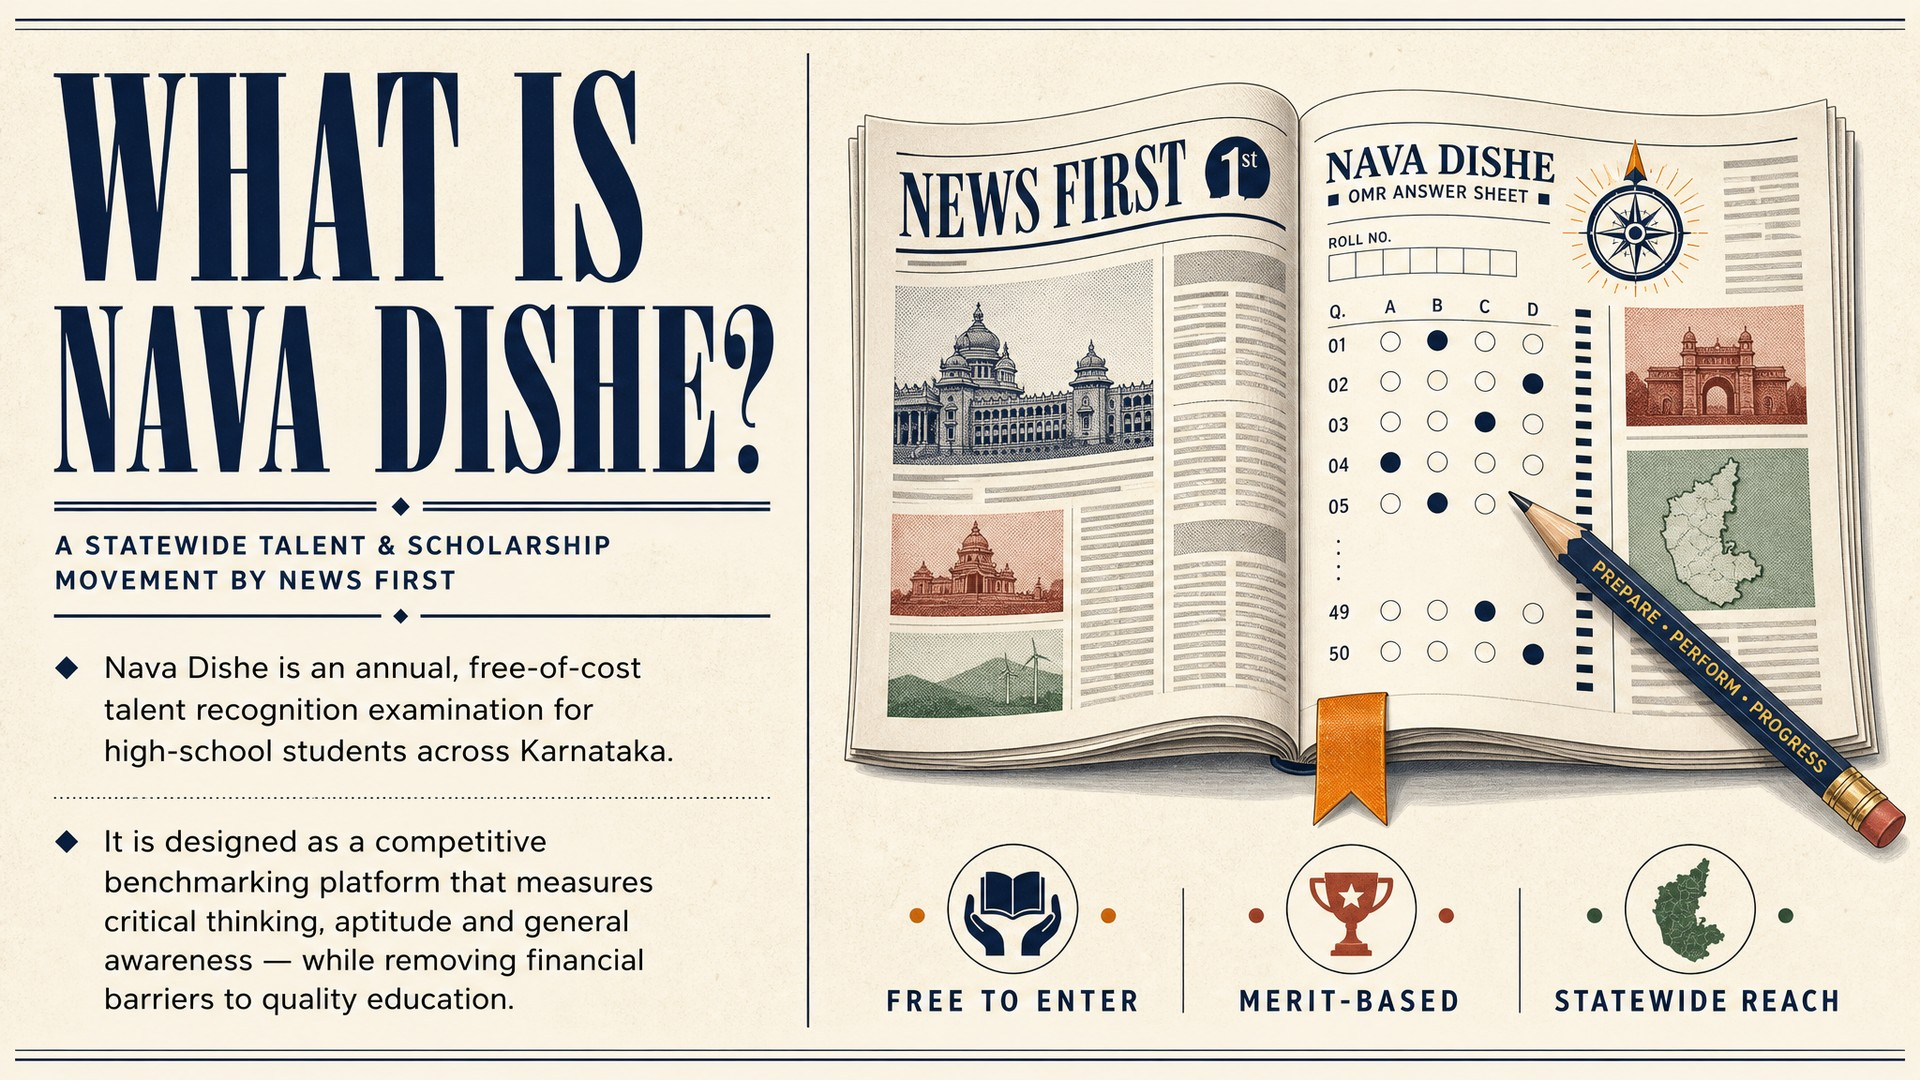 WHAT IS
NAVA DISHE?
A STATEWIDE TALENT & SCHOLARSHIP
MOVEMENT BY NEWS FIRST
Nava Dishe is an annual, free-of-cost
talent recognition examination for
high-school students across Karnataka.
It is designed as a competitive
benchmarking platform that measures
critical thinking, aptitude and general
awareness — while removing financial
barriers to quality education.
NEWS FIRST 1st
NAVA DISHE
OMR ANSWER SHEET
ROLL NO.
Q. A B C D
01
02
03
04
05
49
50
PREPARE • PERFORM • PROGRESS
FREE TO ENTER
MERIT-BASED
STATEWIDE REACH